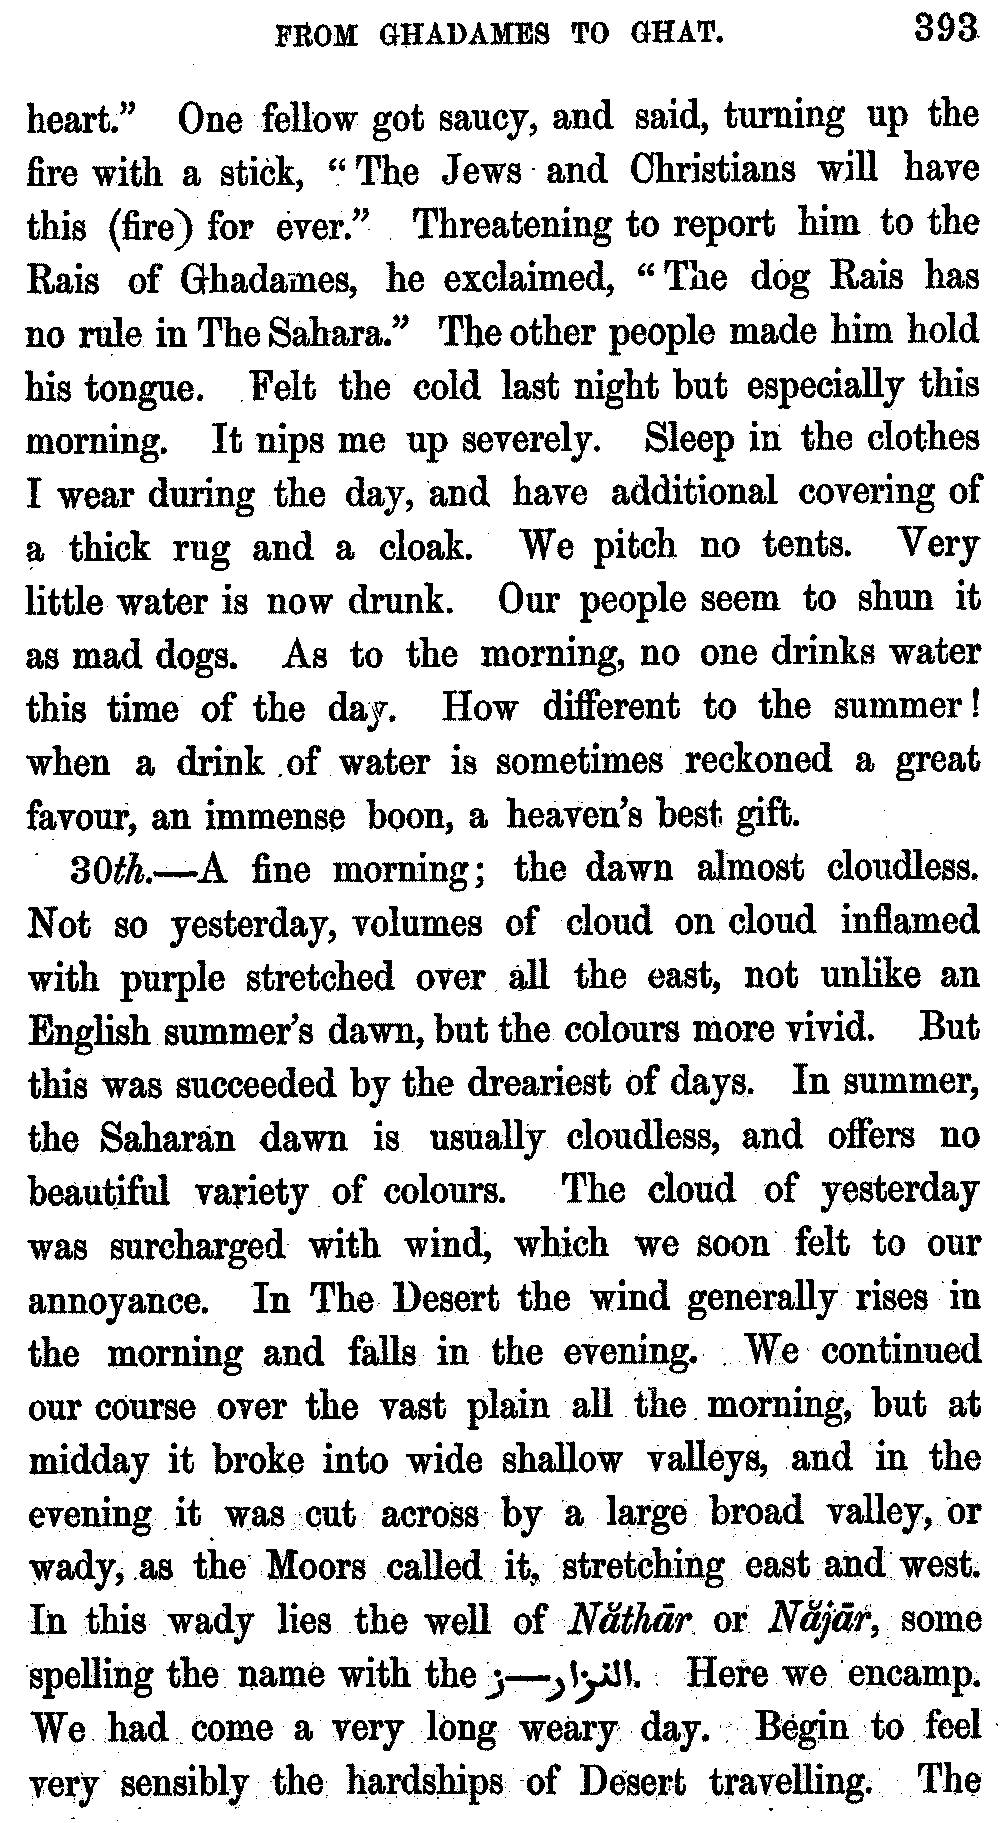 FROM GHADAMES TO GHAT. 393
heart.” One fellow got saucy, and said, turning up the
fire with a stick, “The Jews and Christians will have
this (fire) for ever.” Threatening to report him to the
Rais of Ghadames, he exclaimed, “The dog Rais has
no rule in The Sahara.” The other people made him hold
his tongue. Felt the cold last night but especially this
morning. It nips me up severely. Sleep in the clothes
I wear during the day, and have additional covering of
a thick rug and a cloak. We pitch no tents. Very
little water is now drunk. Our people seem to shun it
as mad dogs. As to the morning, no one drinks water
this time of the day. How different to the summer!
when a drink of water is sometimes reckoned a great
favour, an immense boon, a heaven’s best gift.
30th.—A fine morning; the dawn almost cloudless.
Not so yesterday, volumes of cloud on cloud inflamed
with purple stretched over all the east, not unlike an
English summer’s dawn, but the colours more vivid. But
this was succeeded by the dreariest of days. In summer,
the Saharan dawn is usually cloudless, and offers no
beautiful variety of colours. The cloud of yesterday
was surcharged with wind, which we soon felt to our
annoyance. In The Desert the wind generally rises in
the morning and falls in the evening. We continued
our course over the vast plain all the morning, but at
midday it broke into wide shallow valleys, and in the
evening it was cut across by a large broad valley, or
wady, as the Moors called it, stretching east and west.
In this wady lies the well of Năthār or Năjār, some
spelling the name with the ز—النزار. Here we encamp.
We had come a very long weary day. Begin to feel
very sensibly the hardships of Desert travelling. The